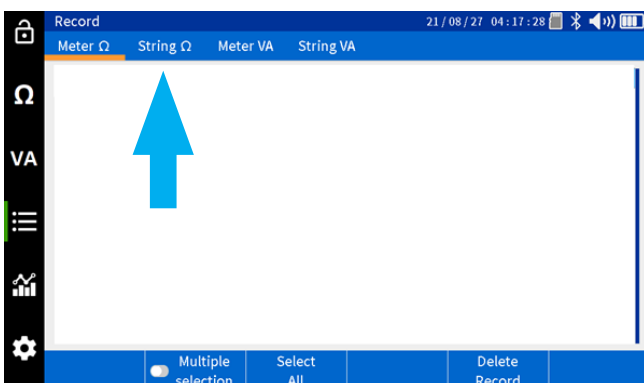 Record 21/08/27 04:17:28
Meter Ω String Ω Meter VA String VA
Ω
VA
Multiple selection
Select All
Delete Record